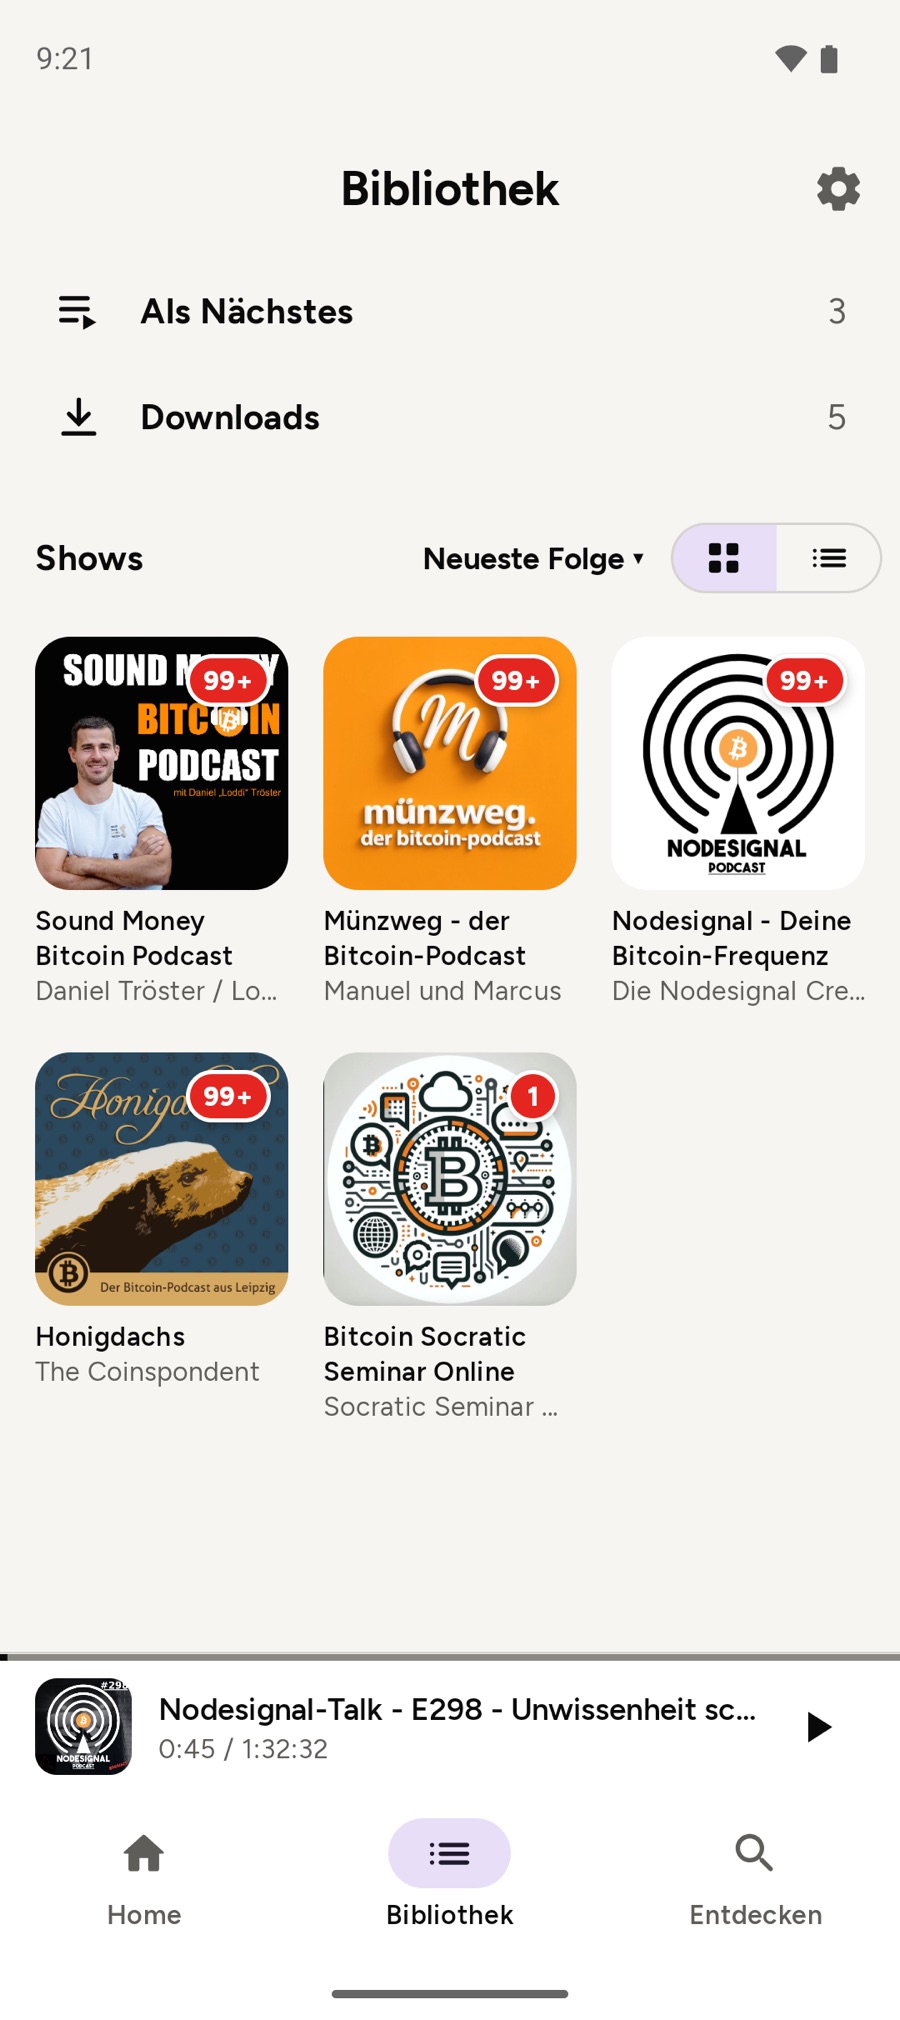 9:21
Bibliothek
Als Nächstes
3
Downloads
5
Shows
Neueste Folge ▾
SOUND
99+
BITCOIN
PODCAST
mit Daniel „Loddi“ Tröster
99+
münzweg.
der bitcoin-podcast
99+
NODESIGNAL
PODCAST
Sound Money
Bitcoin Podcast
Daniel Tröster / Lo...
Münzweg - der
Bitcoin-Podcast
Manuel und Marcus
Nodesignal - Deine
Bitcoin-Frequenz
Die Nodesignal Cre...
99+
Der Bitcoin-Podcast aus Leipzig
1
Honigdachs
The Coinspondent
Bitcoin Socratic
Seminar Online
Socratic Seminar ...
#298
NODESIGNAL
PODCAST
Nodesignal-Talk - E298 - Unwissenheit sc...
0:45 / 1:32:32
Home
Bibliothek
Entdecken